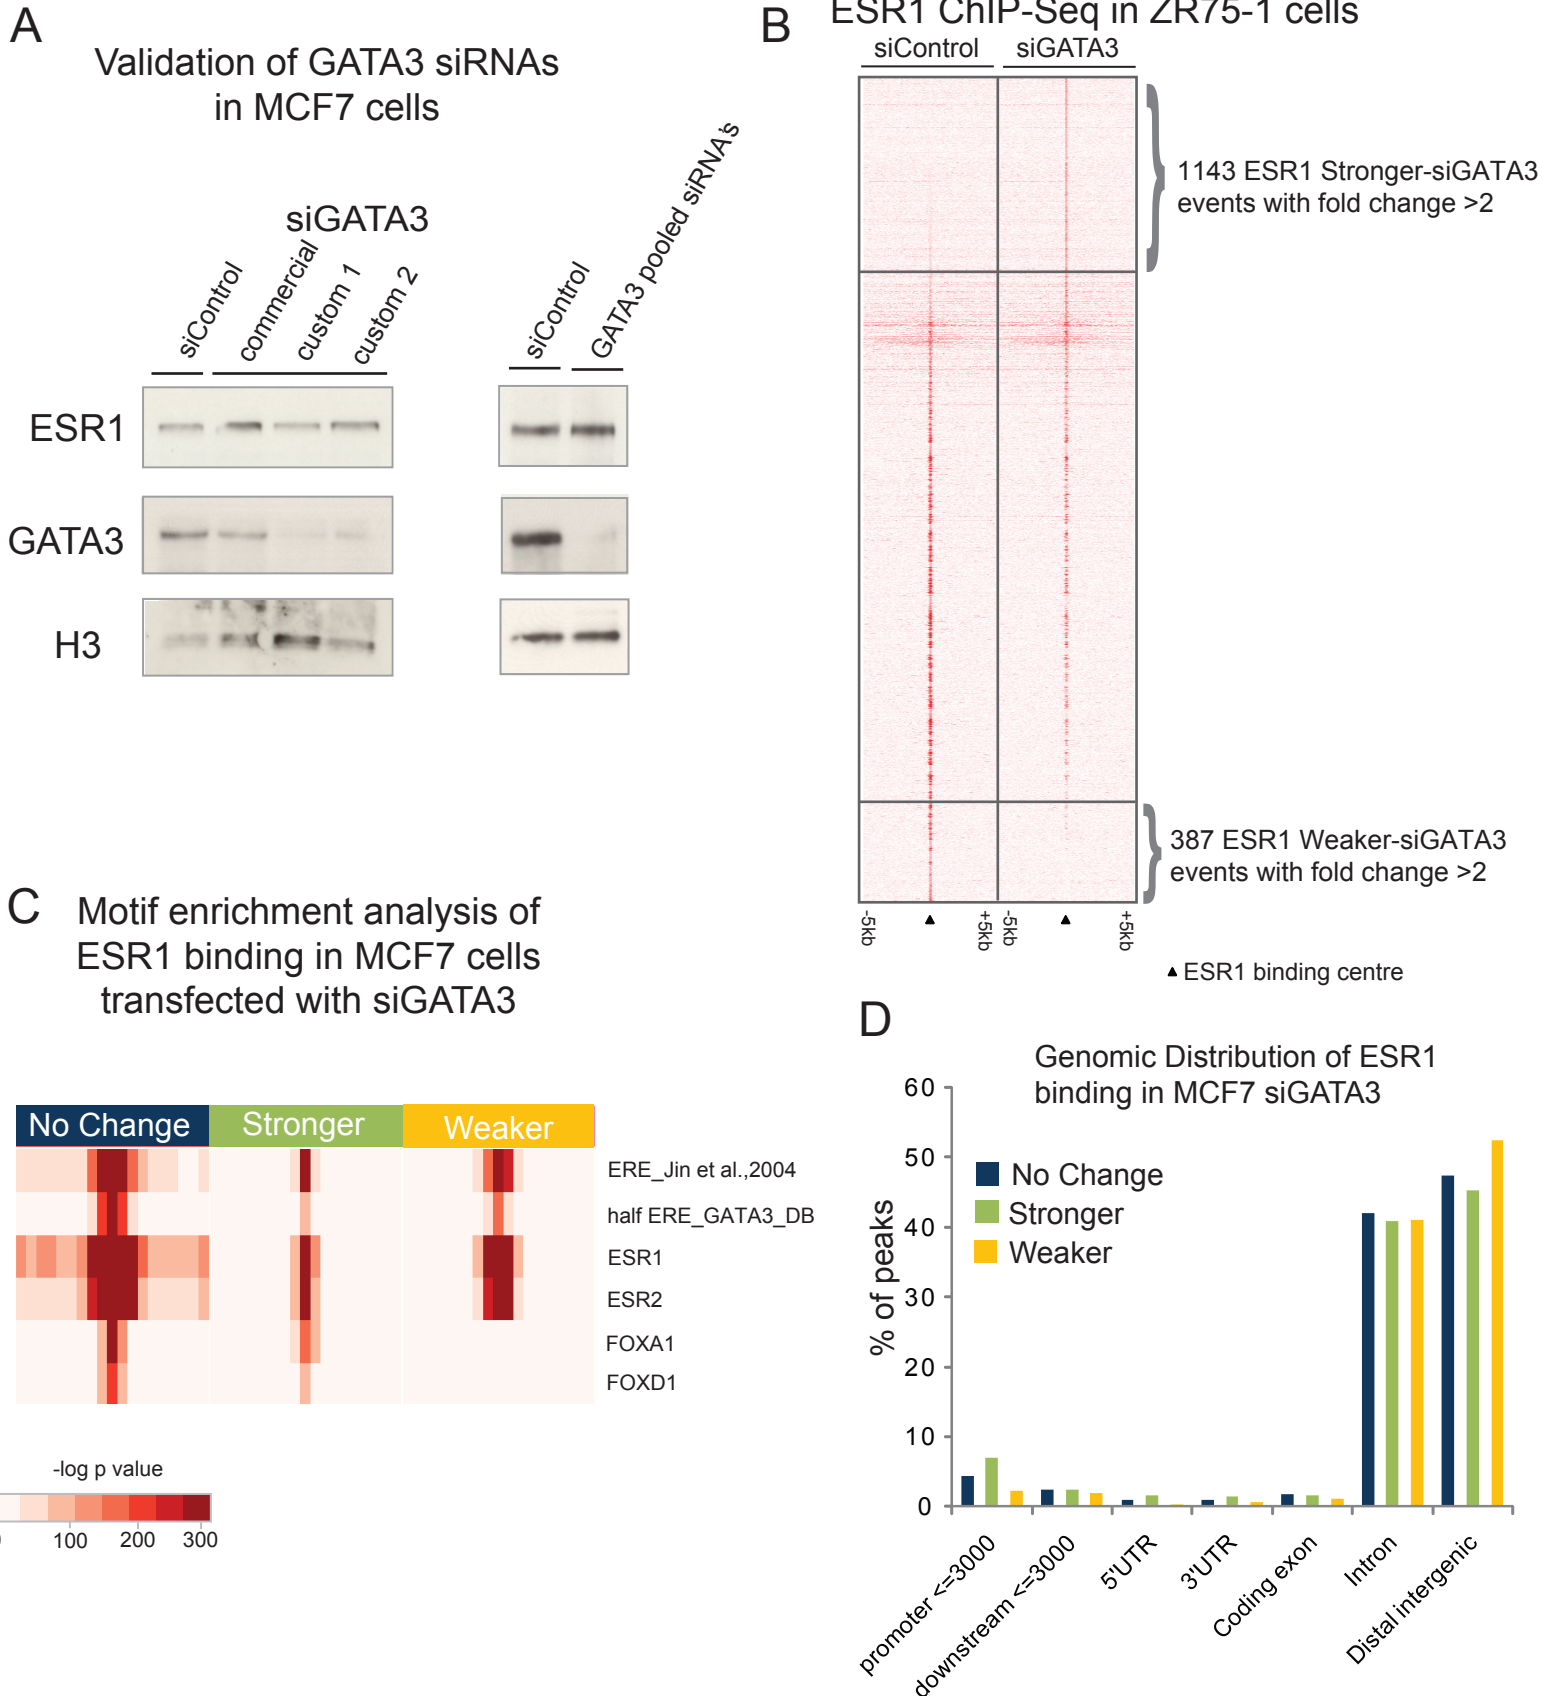 A
Validation of GATA3 siRNAs
in MCF7 cells
siGATA3
siControl
commercial
custom 1
custom 2
siControl
GATA3 pooled siRNA's
ESR1
GATA3
H3
B
ESR1 ChIP-Seq in ZR75-1 cells
siControl
siGATA3
1143 ESR1 Stronger-siGATA3
events with fold change >2
387 ESR1 Weaker-siGATA3
events with fold change >2
-5kb
+5kb
-5kb
+5kb
ESR1 binding centre
C
Motif enrichment analysis of
ESR1 binding in MCF7 cells
transfected with siGATA3
No Change
Stronger
Weaker
ERE_Jin et al.,2004
half ERE_GATA3_DB
ESR1
ESR2
FOXA1
FOXD1
-log p value
0
100
200
300
D
Genomic Distribution of ESR1
binding in MCF7 siGATA3
% of peaks
60
50
40
30
20
10
0
No Change
Stronger
Weaker
promoter <=3000
downstream <=3000
5'UTR
3'UTR
Coding exon
Intron
Distal intergenic